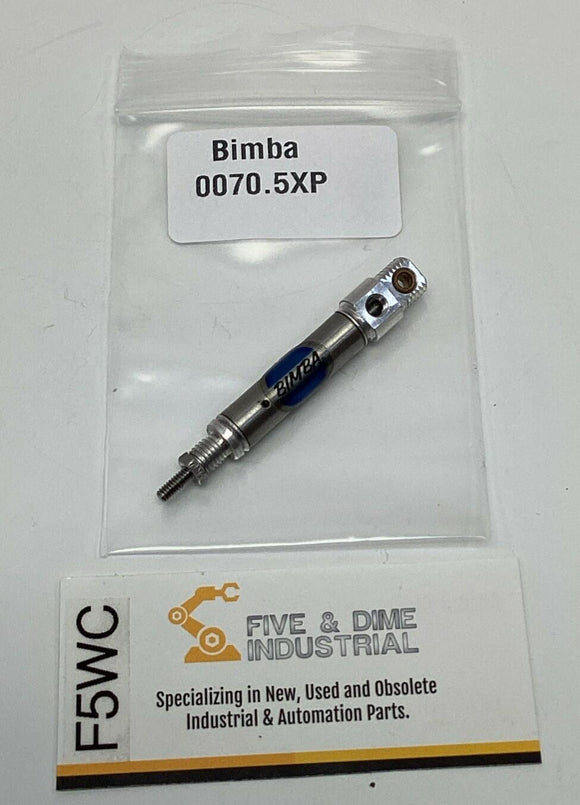 Bimba
0070.5XP
BIMBA
FIVE & DIME
INDUSTRIAL
F5WC
Specializing in New, Used and Obsolete
Industrial & Automation Parts.